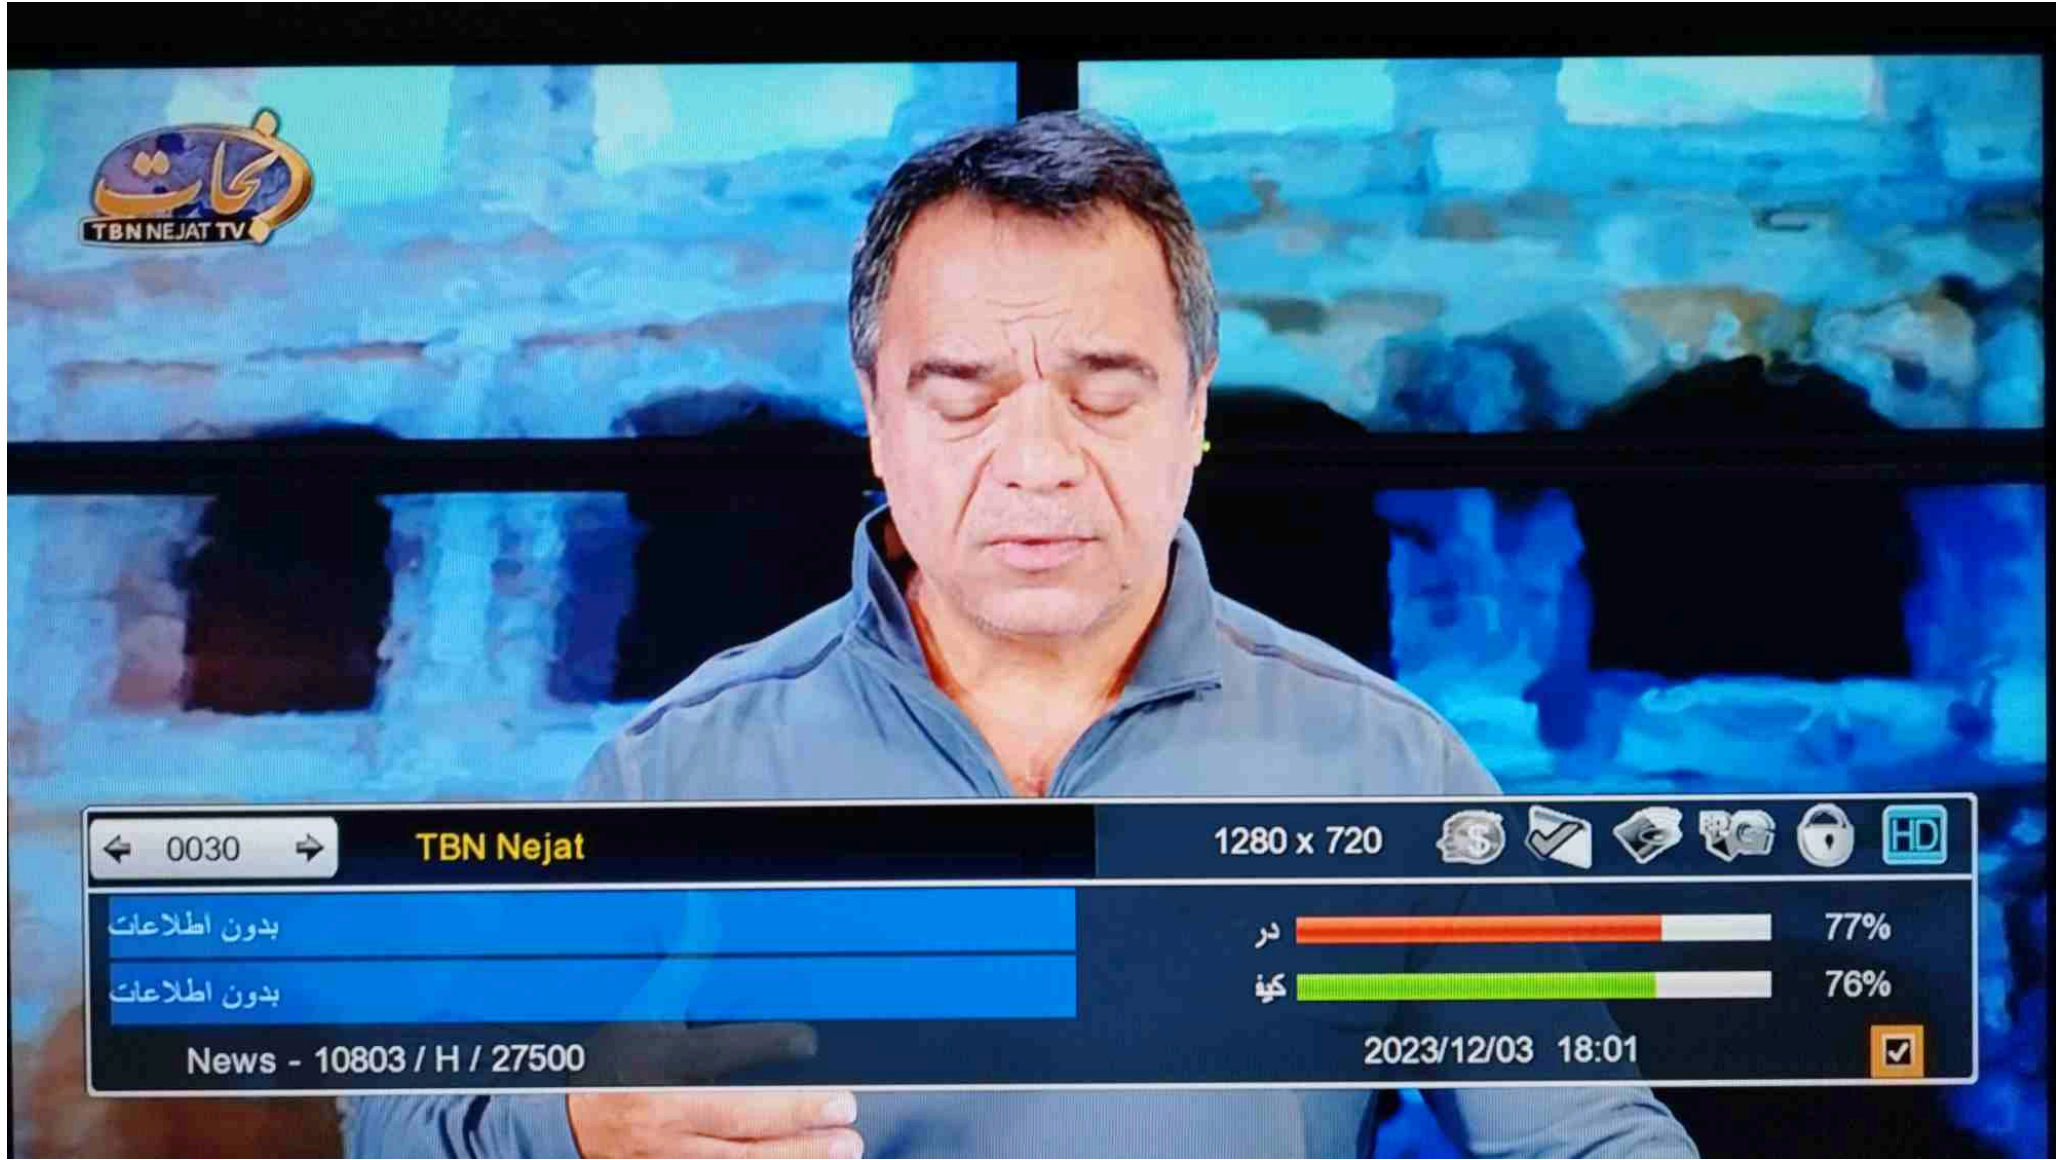 نجات
TBN NEJAT TV
0030 TBN Nejat 1280 x 720 HD
بدون اطلاعات
در 77%
بدون اطلاعات
كيف 76%
News - 10803 / H / 27500 2023/12/03 18:01